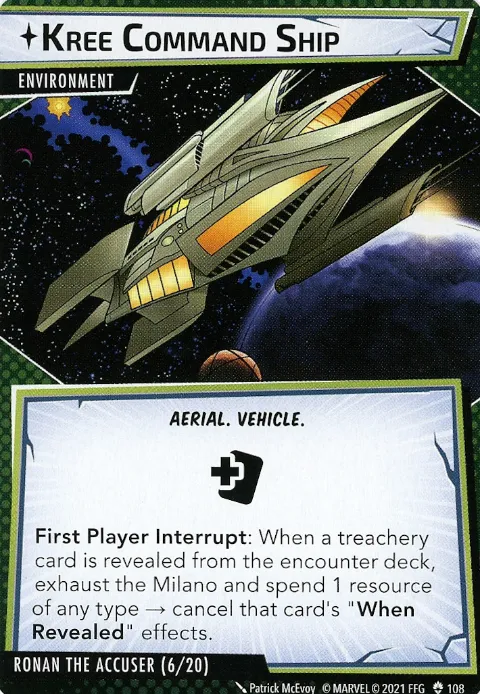 KREE COMMAND SHIP
ENVIRONMENT
AERIAL. VEHICLE.
First Player Interrupt: When a treachery
card is revealed from the encounter deck,
exhaust the Milano and spend 1 resource
of any type → cancel that card's "When
Revealed" effects.
RONAN THE ACCUSER (6/20)
Patrick McEvoy © MARVEL © 2021 FFG 108